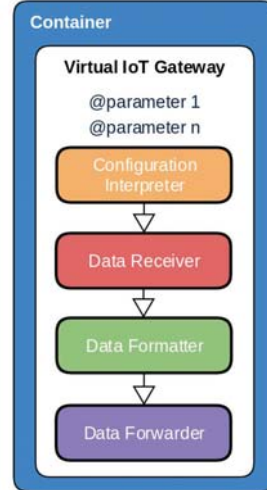 Container
Virtual IoT Gateway
@parameter 1
@parameter n
Configuration
Interpreter
Data Receiver
Data Formatter
Data Forwarder